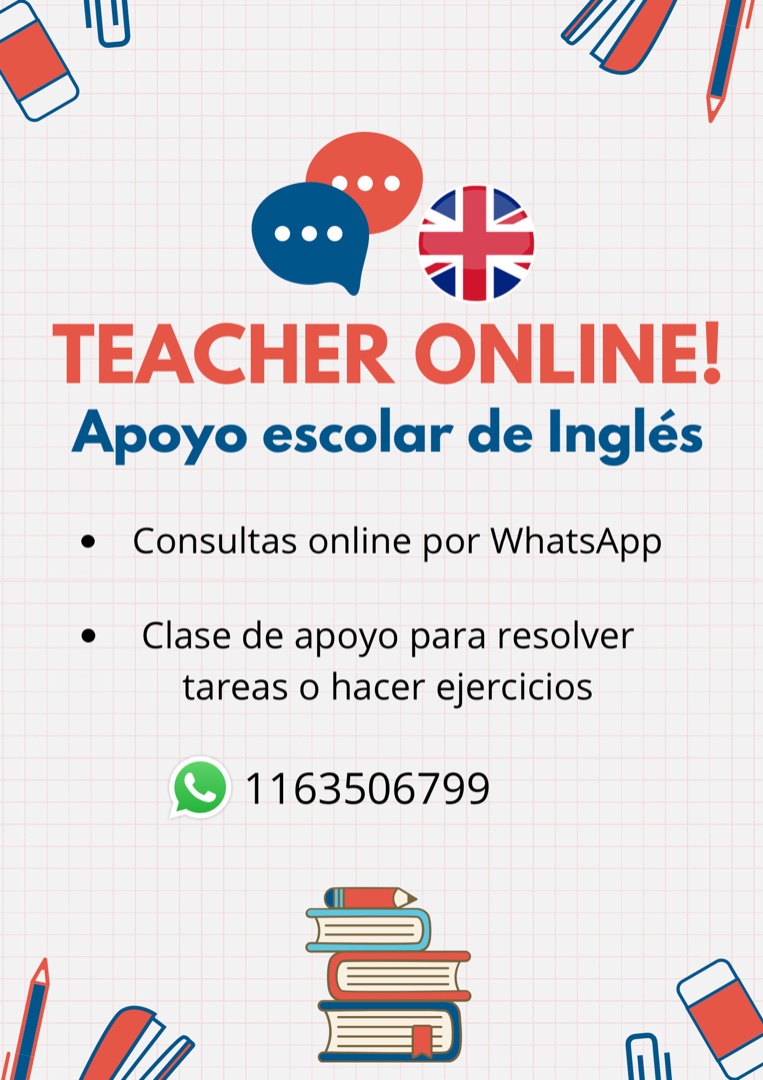 TEACHER ONLINE!
Apoyo escolar de Inglés
• Consultas online por WhatsApp
• Clase de apoyo para resolver
tareas o hacer ejercicios
1163506799